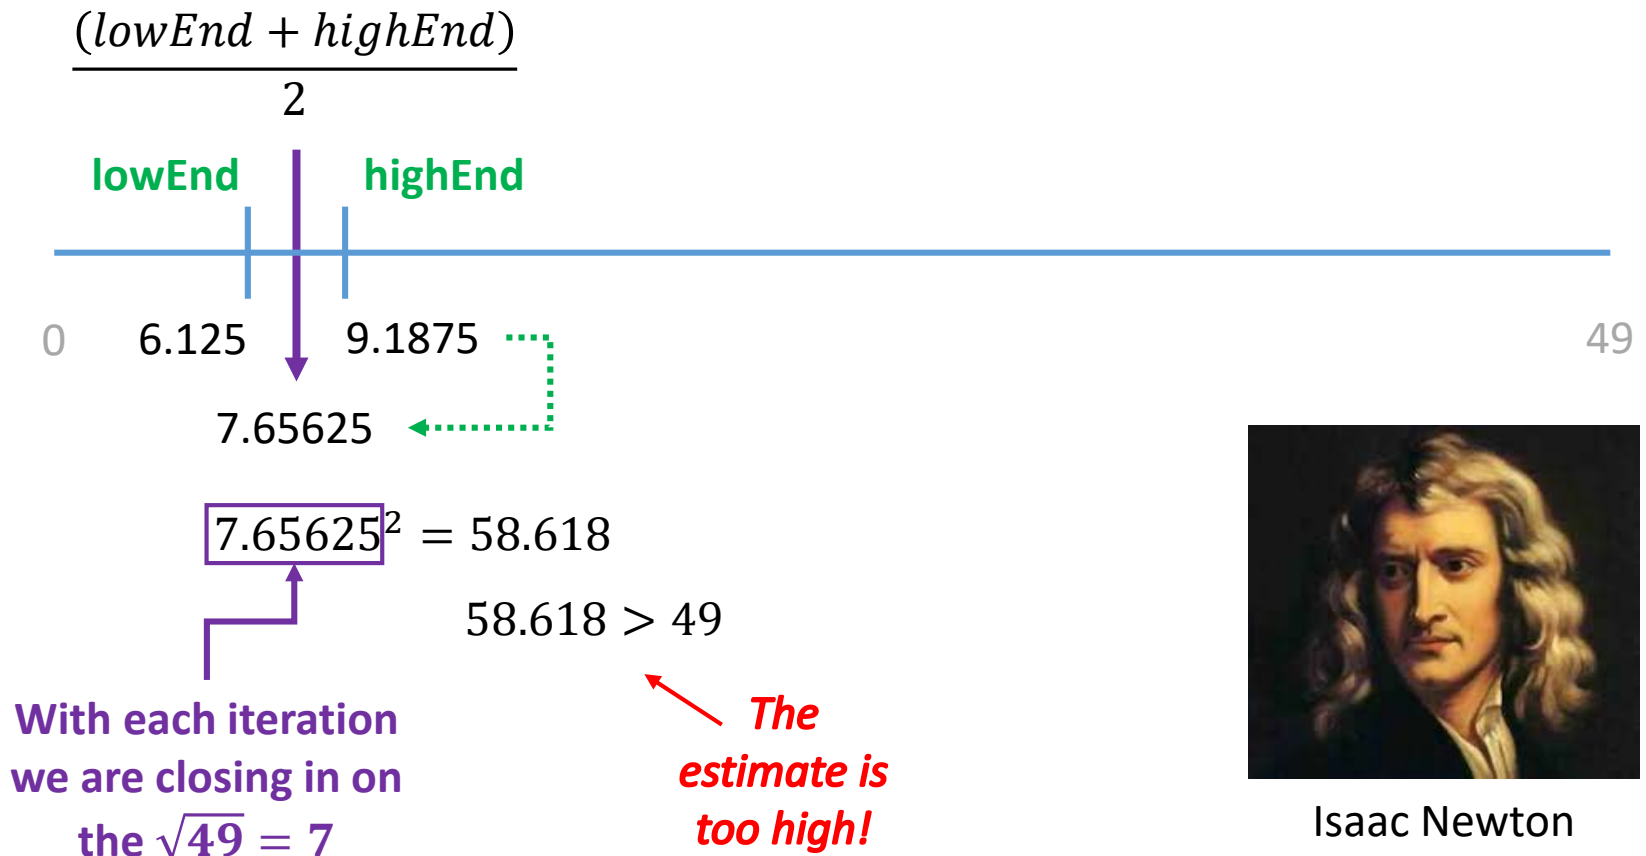 (lowEnd + highEnd)
2
lowEnd highEnd
0 6.125 9.1875 49
7.65625
7.65625² = 58.618
58.618 > 49
With each iteration
we are closing in on
the √49 = 7
The
estimate is
too high!
Isaac Newton